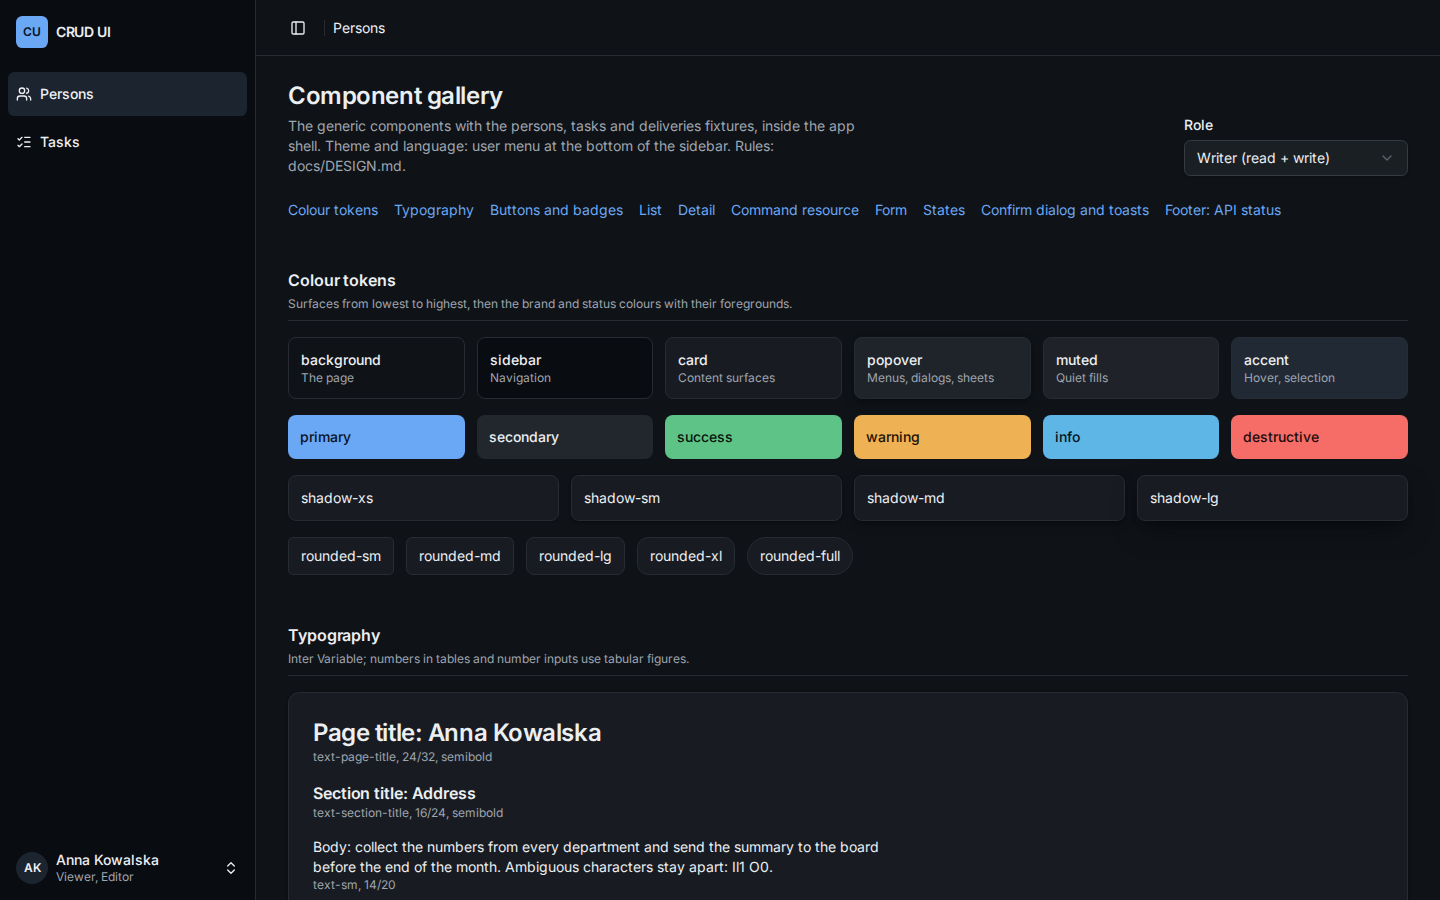 CU CRUD UI
Persons
Tasks
Persons
Component gallery
The generic components with the persons, tasks and deliveries fixtures, inside the app
shell. Theme and language: user menu at the bottom of the sidebar. Rules:
docs/DESIGN.md.
Role
Writer (read + write)
Colour tokens Typography Buttons and badges List Detail Command resource Form States Confirm dialog and toasts Footer: API status
Colour tokens
Surfaces from lowest to highest, then the brand and status colours with their foregrounds.
background
The page
sidebar
Navigation
card
Content surfaces
popover
Menus, dialogs, sheets
muted
Quiet fills
accent
Hover, selection
primary secondary success warning info destructive
shadow-xs shadow-sm shadow-md shadow-lg
rounded-sm rounded-md rounded-lg rounded-xl rounded-full
Typography
Inter Variable; numbers in tables and number inputs use tabular figures.
Page title: Anna Kowalska
text-page-title, 24/32, semibold
Section title: Address
text-section-title, 16/24, semibold
Body: collect the numbers from every department and send the summary to the board
before the end of the month. Ambiguous characters stay apart: Il1 O0.
text-sm, 14/20
AK Anna Kowalska
Viewer, Editor